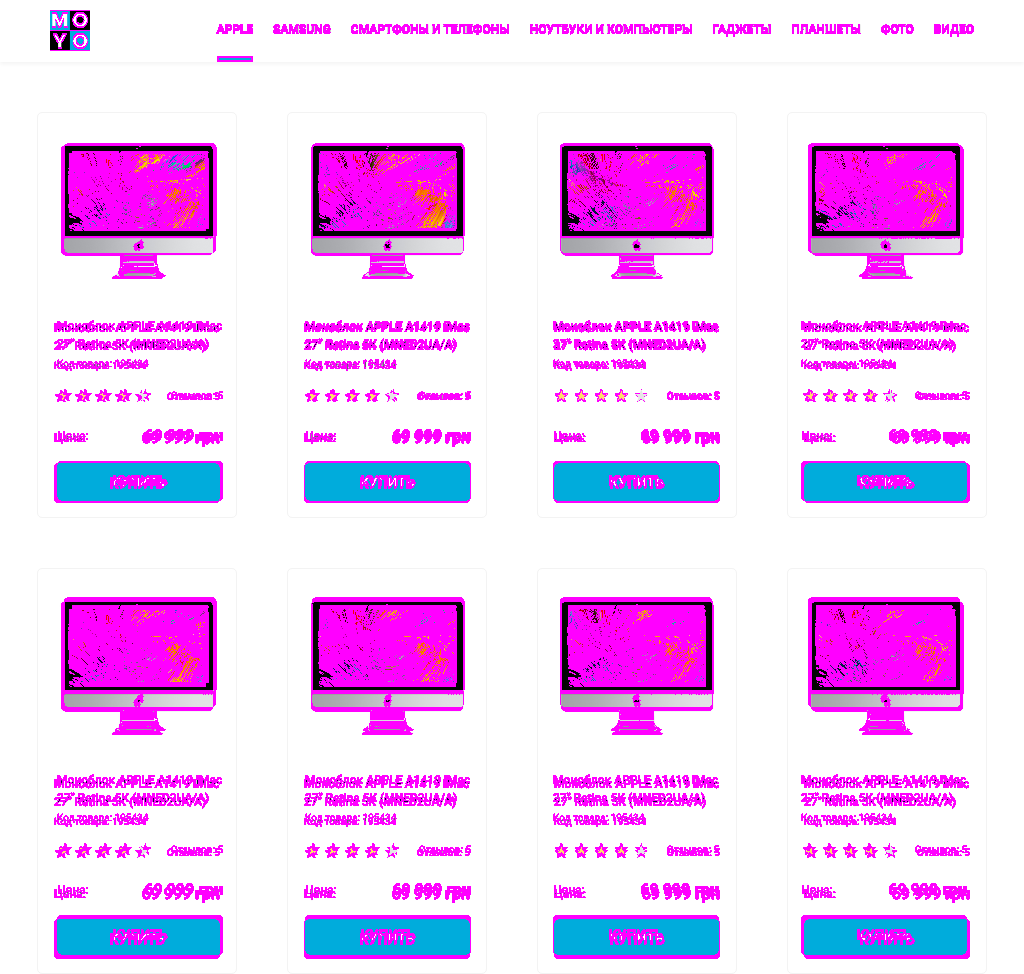 MOYO
APPLE SAMSUNG СМАРТФОНЫ И ТЕЛЕФОНЫ НОУТБУКИ И КОМПЬЮТЕРЫ ГАДЖЕТЫ ПЛАНШЕТЫ ФОТО ВИДЕО
Моноблок APPLE A1419 iMac
27" Retina 5K (MNED2UA/A)
Код товара: 195434
Отзывов: 5
Цена: 69 999 грн
КУПИТЬ
Моноблок APPLE A1419 iMac
27" Retina 5K (MNED2UA/A)
Код товара: 195434
Отзывов: 5
Цена: 69 999 грн
КУПИТЬ
Моноблок APPLE A1419 iMac
27" Retina 5K (MNED2UA/A)
Код товара: 195434
Отзывов: 5
Цена: 69 999 грн
КУПИТЬ
Моноблок APPLE A1419 iMac
27" Retina 5K (MNED2UA/A)
Код товара: 195434
Отзывов: 5
Цена: 69 999 грн
КУПИТЬ
Моноблок APPLE A1419 iMac
27" Retina 5K (MNED2UA/A)
Код товара: 195434
Отзывов: 5
Цена: 69 999 грн
КУПИТЬ
Моноблок APPLE A1419 iMac
27" Retina 5K (MNED2UA/A)
Код товара: 195434
Отзывов: 5
Цена: 69 999 грн
КУПИТЬ
Моноблок APPLE A1419 iMac
27" Retina 5K (MNED2UA/A)
Код товара: 195434
Отзывов: 5
Цена: 69 999 грн
КУПИТЬ
Моноблок APPLE A1419 iMac
27" Retina 5K (MNED2UA/A)
Код товара: 195434
Отзывов: 5
Цена: 69 999 грн
КУПИТЬ